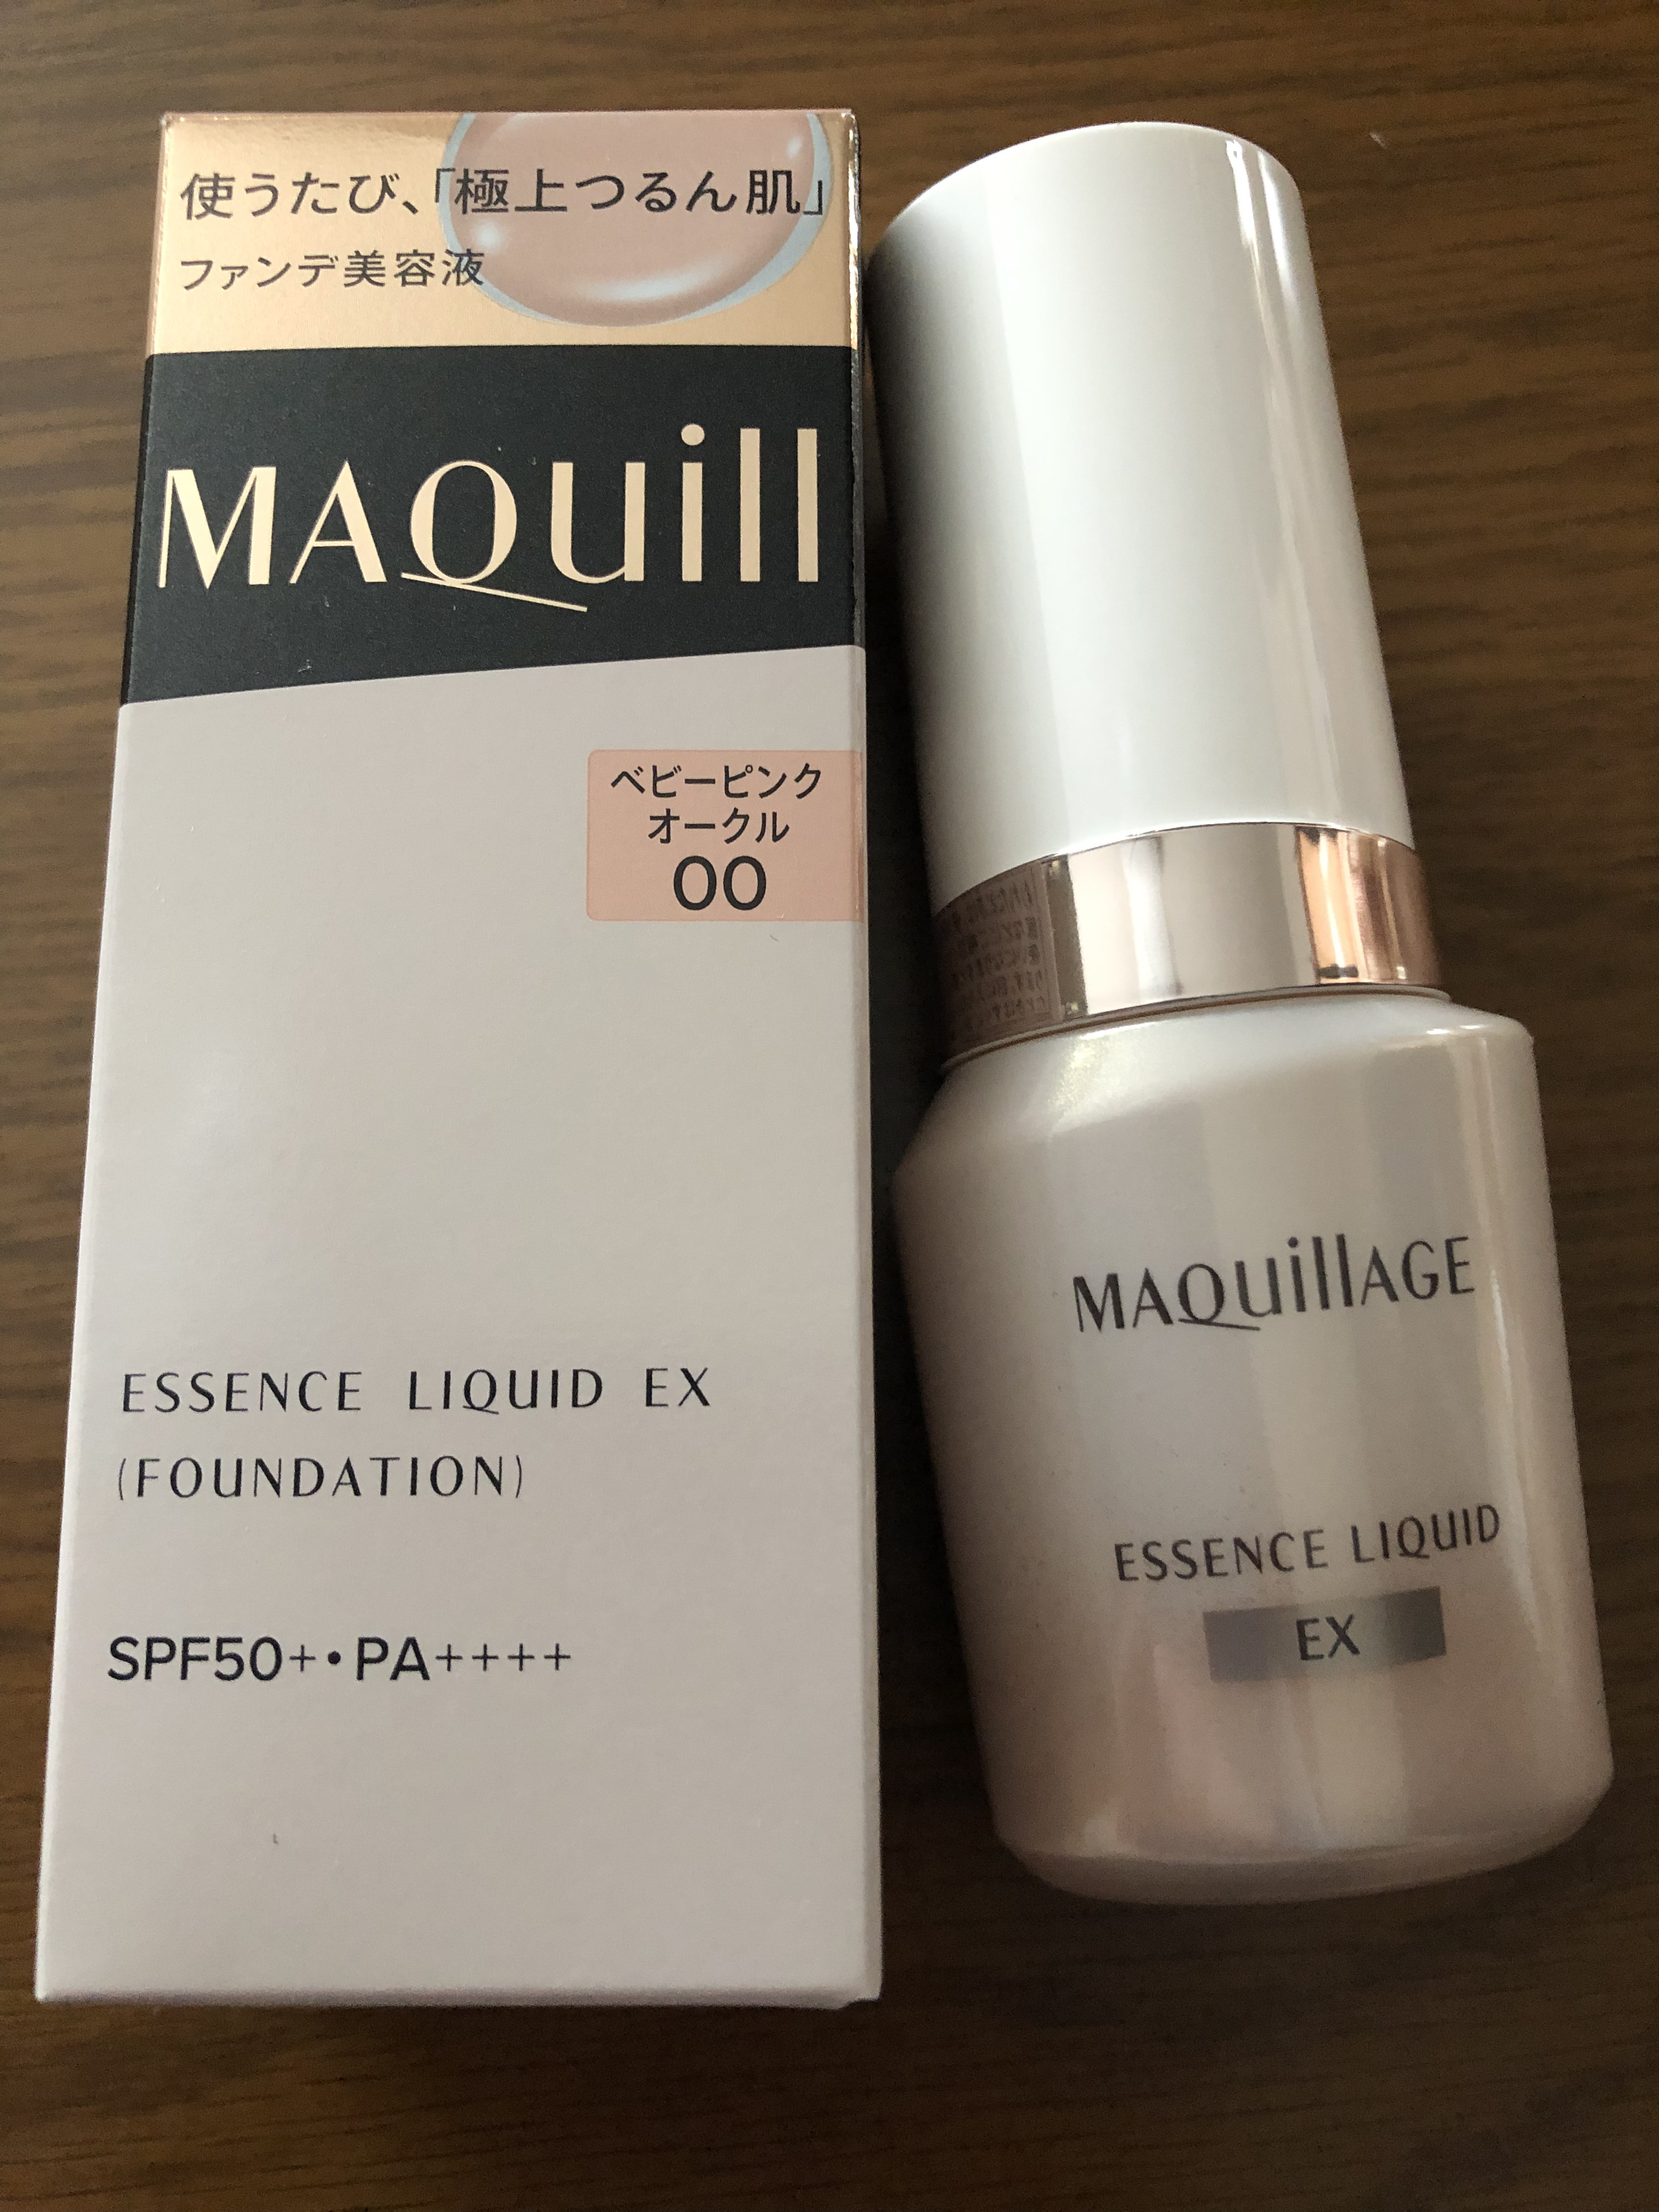 使うたび、「極上つるん肌」
ファンデ美容液
MAQuill
ベビーピンク
オークル
00
ESSENCE LIQUID EX
(FOUNDATION)
SPF50+・PA++++
MAQuillAGE
ESSENCE LIQUID
EX